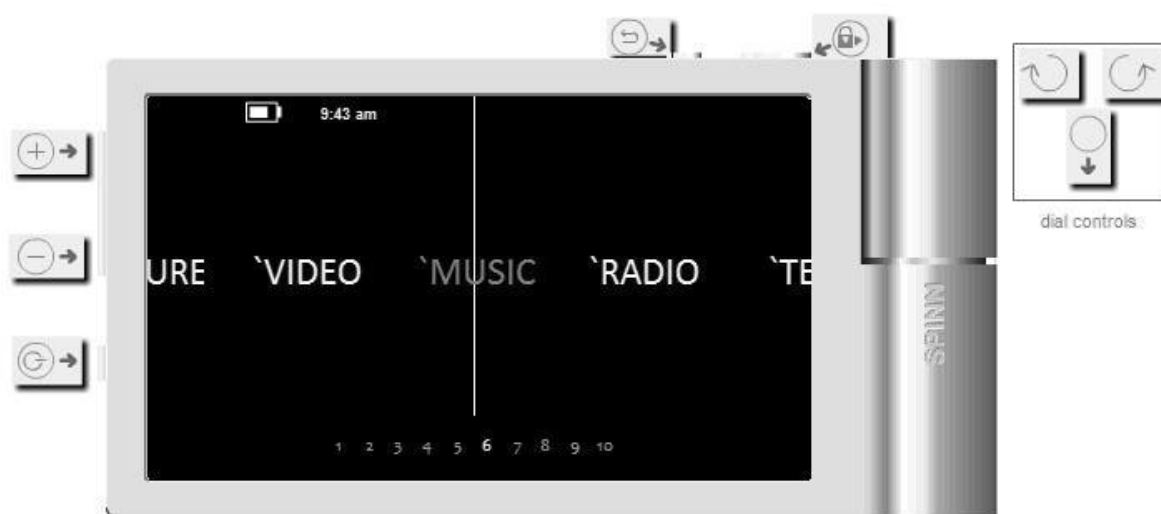 9:43 am
URE `VIDEO `MUSIC `RADIO `TE
1 2 3 4 5 6 7 8 9 10
SPINN
dial controls